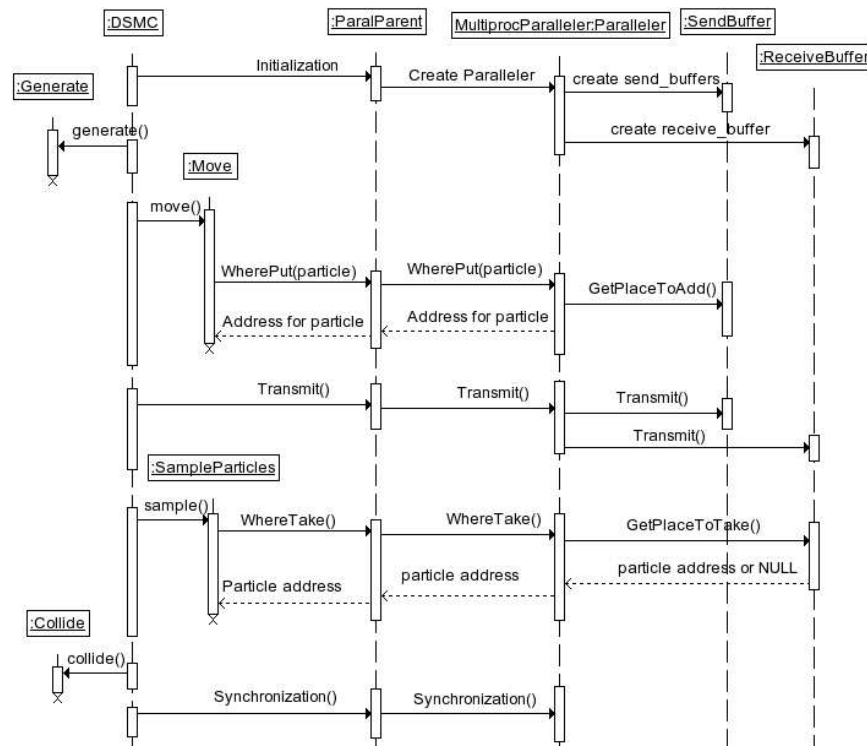 :DSMC
:ParalParent
MultiprocParalleler:Paralleler
:SendBuffer
:ReceiveBuffer
Initialization
Create Paralleler
create send_buffers
:Generate
generate()
create receive_buffer
:Move
move()
WherePut(particle)
WherePut(particle)
GetPlaceToAdd()
Address for particle
Address for particle
Transmit()
Transmit()
Transmit()
Transmit()
:SampleParticles
sample()
WhereTake()
WhereTake()
GetPlaceToTake()
Particle address
particle address
particle address or NULL
:Collide
collide()
Synchronization()
Synchronization()